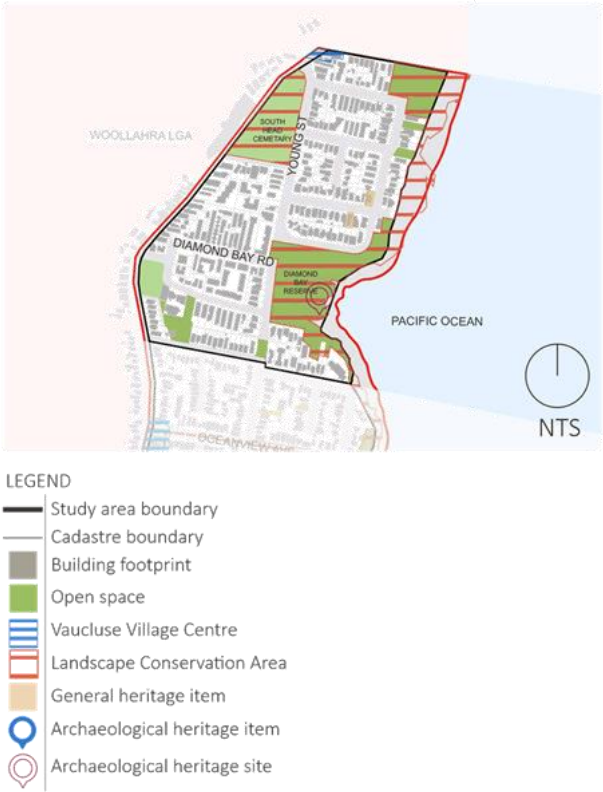 WOOLLAHRA LGA
SOUTH
HEAD
CEMETARY
YOUNG ST
DIAMOND BAY RD
DIAMOND
BAY
RESERVE
PACIFIC OCEAN
OCEANVIEW AVE
NTS
LEGEND
Study area boundary
Cadastre boundary
Building footprint
Open space
Vaucluse Village Centre
Landscape Conservation Area
General heritage item
Archaeological heritage item
Archaeological heritage site